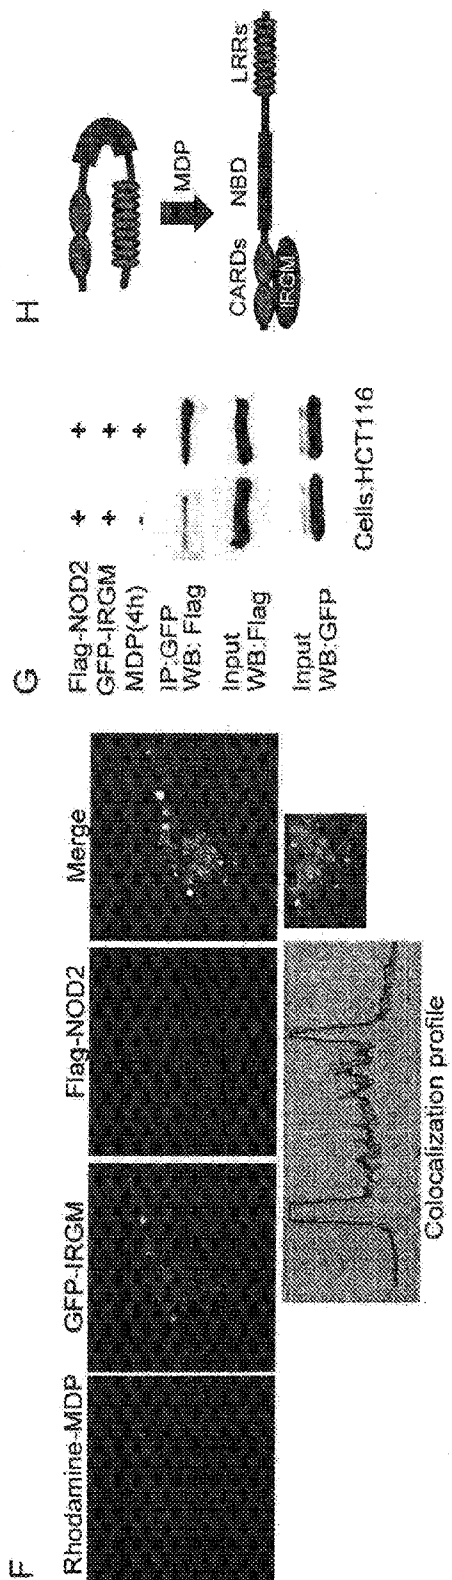 F
Rhodamine-MDP
GFP-IRGM
Flag-NOD2
Merge
Colocalization profile
G
Flag-NOD2 + +
GFP-IRGM + +
MDP(4h) - +
IP:GFP
WB: Flag
Input
WB:Flag
Input
WB:GFP
Cells:HCT116
H
MDP
CARDs
NBD
LRRs
IRGM